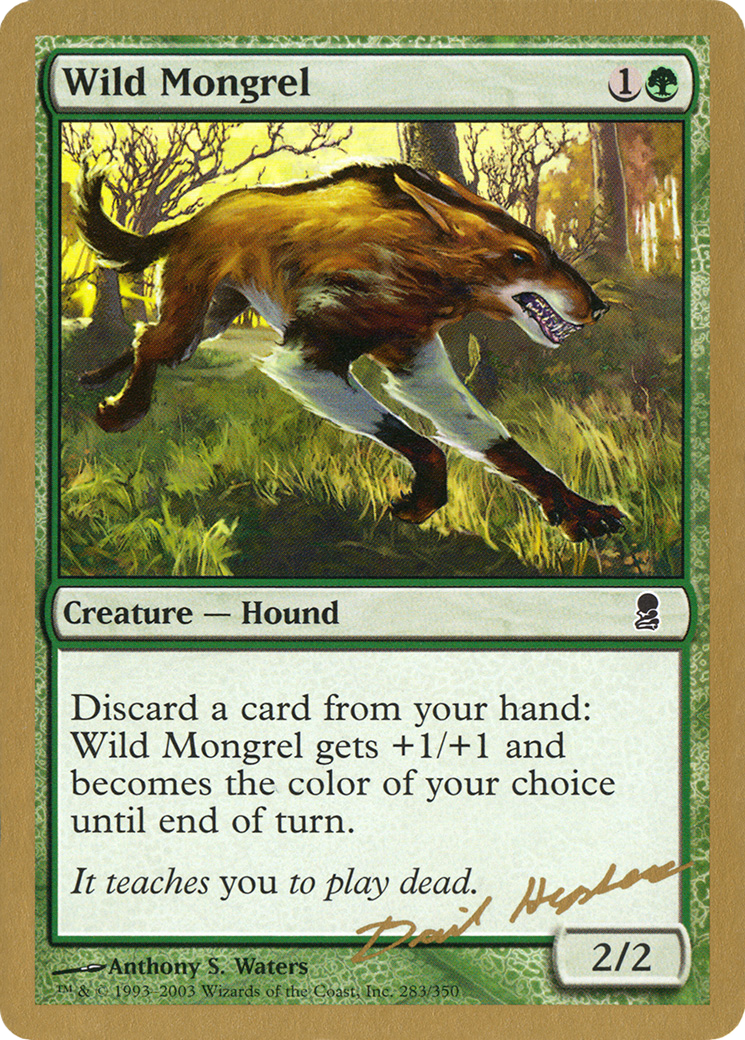 Wild Mongrel
1
Creature — Hound
Discard a card from your hand:
Wild Mongrel gets +1/+1 and
becomes the color of your choice
until end of turn.
It teaches you to play dead.
2/2
Anthony S. Waters
™ & © 1993–2003 Wizards of the Coast, Inc. 283/350